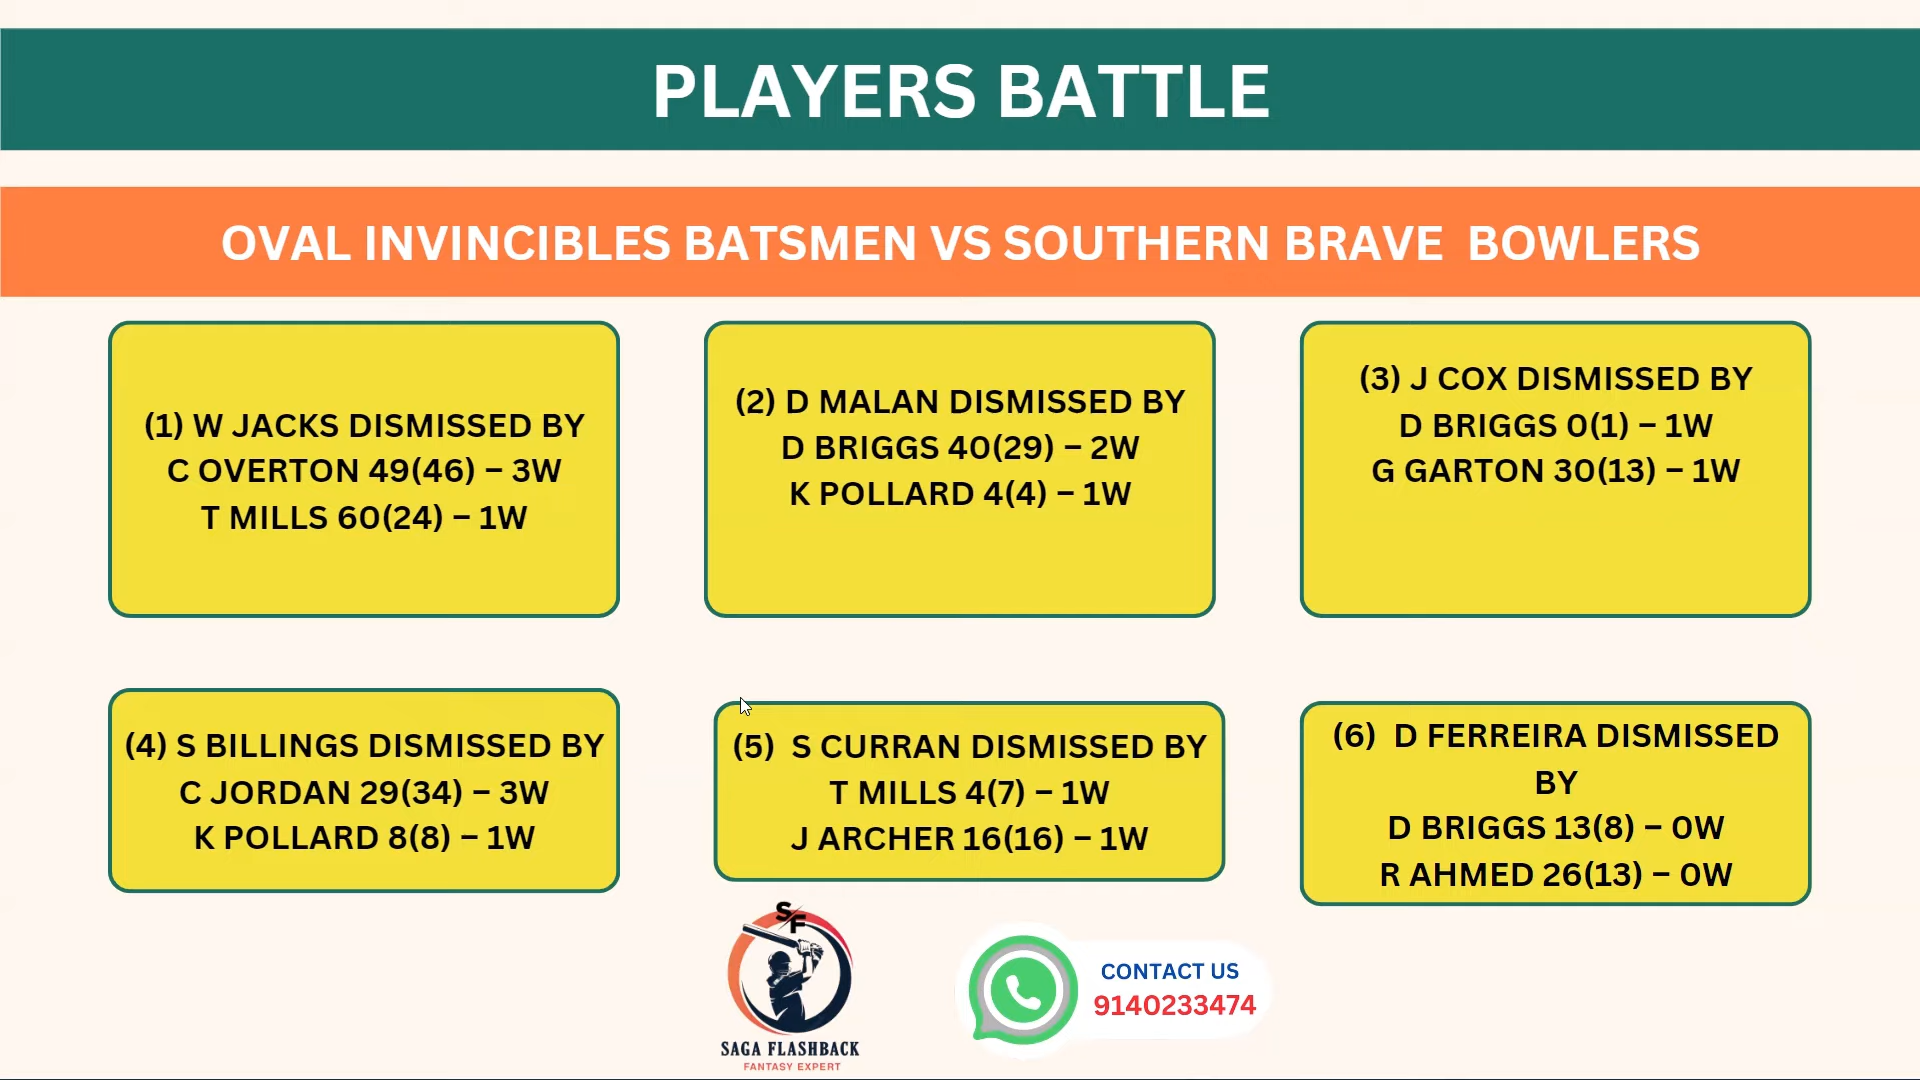 PLAYERS BATTLE
OVAL INVINCIBLES BATSMEN VS SOUTHERN BRAVE BOWLERS
(1) W JACKS DISMISSED BY
C OVERTON 49(46) – 3W
T MILLS 60(24) – 1W
(2) D MALAN DISMISSED BY
D BRIGGS 40(29) – 2W
K POLLARD 4(4) – 1W
(3) J COX DISMISSED BY
D BRIGGS 0(1) – 1W
G GARTON 30(13) – 1W
(4) S BILLINGS DISMISSED BY
C JORDAN 29(34) – 3W
K POLLARD 8(8) – 1W
(5) S CURRAN DISMISSED BY
T MILLS 4(7) – 1W
J ARCHER 16(16) – 1W
(6) D FERREIRA DISMISSED
BY
D BRIGGS 13(8) – 0W
R AHMED 26(13) – 0W
SF
SAGA FLASHBACK
FANTASY EXPERT
CONTACT US
9140233474